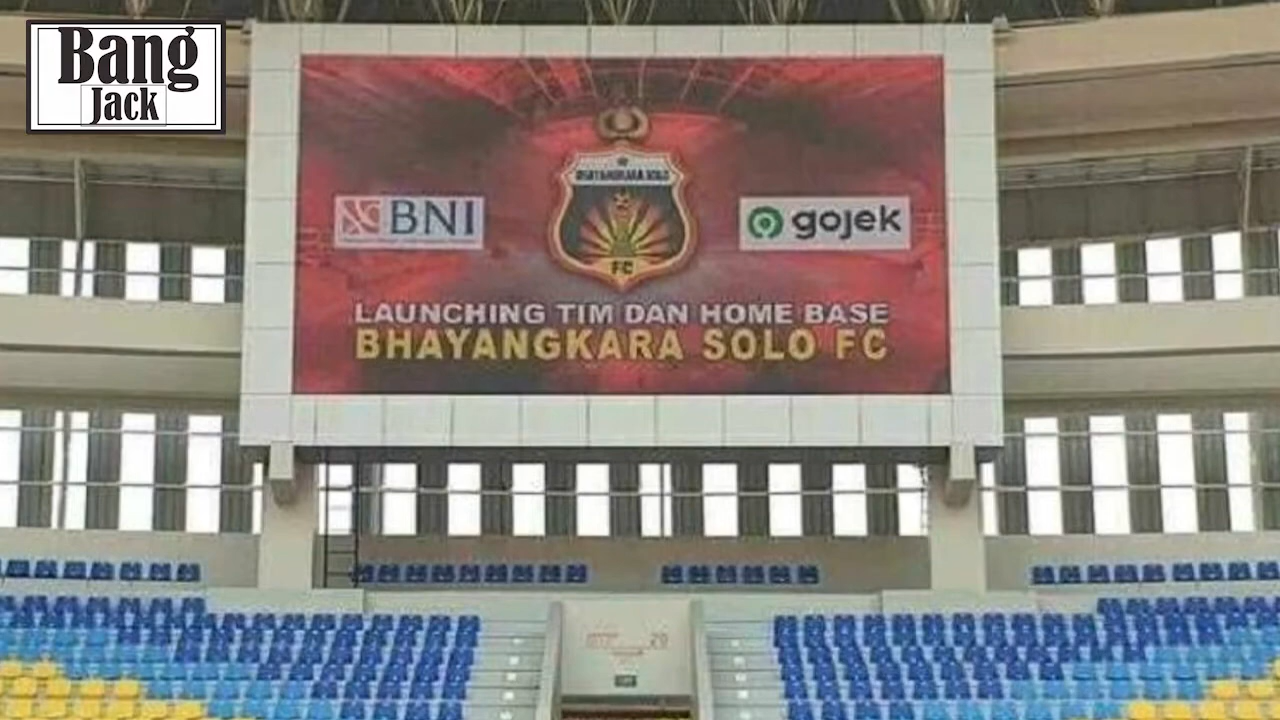 Bang
Jack
BHAYANGKARA SOLO
BNI
FC
gojek
LAUNCHING TIM DAN HOME BASE
BHAYANGKARA SOLO FC